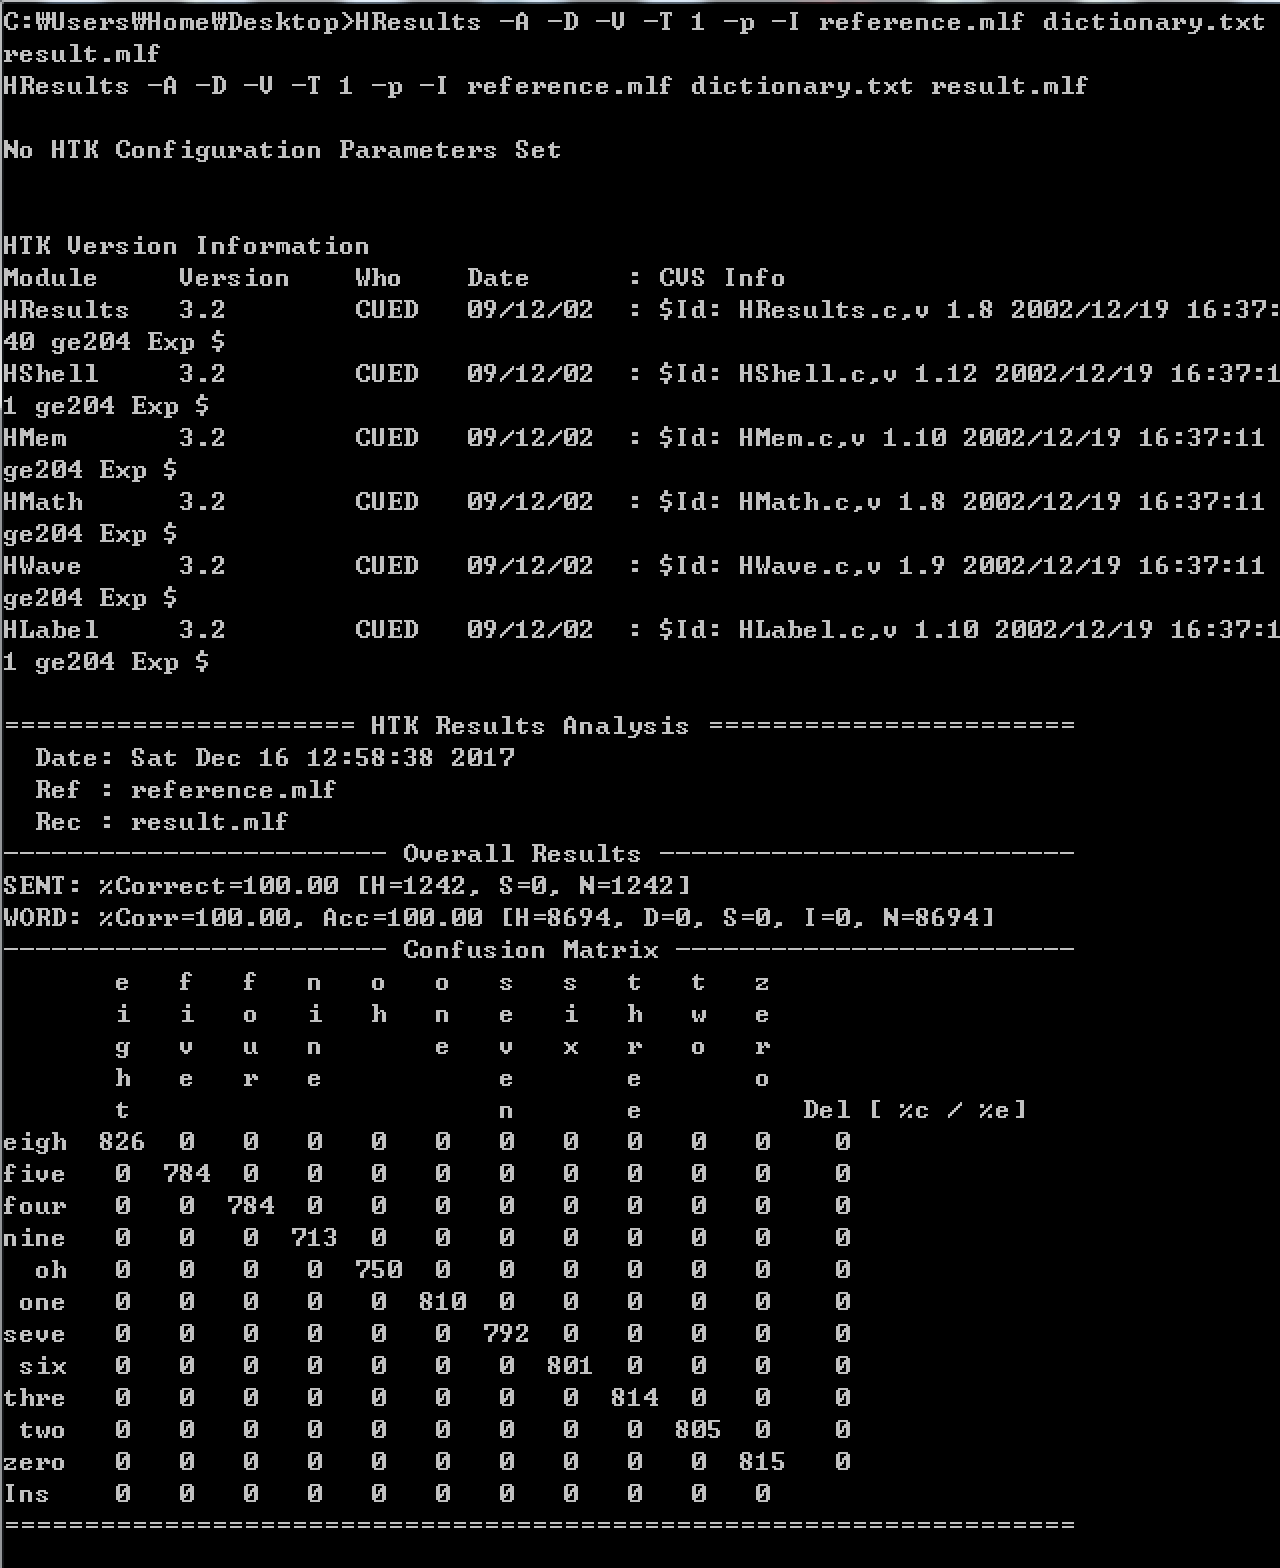 C:₩Users₩Home₩Desktop>HResults -A -D -V -T 1 -p -I reference.mlf dictionary.txt
result.mlf
HResults -A -D -V -T 1 -p -I reference.mlf dictionary.txt result.mlf
No HTK Configuration Parameters Set
HTK Version Information
Module     Version    Who    Date      : CVS Info
HResults   3.2        CUED   09/12/02  : $Id: HResults.c,v 1.8 2002/12/19 16:37:
40 ge204 Exp $
HShell     3.2        CUED   09/12/02  : $Id: HShell.c,v 1.12 2002/12/19 16:37:1
1 ge204 Exp $
HMem       3.2        CUED   09/12/02  : $Id: HMem.c,v 1.10 2002/12/19 16:37:11
ge204 Exp $
HMath      3.2        CUED   09/12/02  : $Id: HMath.c,v 1.8 2002/12/19 16:37:11
ge204 Exp $
HWave      3.2        CUED   09/12/02  : $Id: HWave.c,v 1.9 2002/12/19 16:37:11
ge204 Exp $
HLabel     3.2        CUED   09/12/02  : $Id: HLabel.c,v 1.10 2002/12/19 16:37:1
1 ge204 Exp $
====================== HTK Results Analysis =======================
  Date: Sat Dec 16 12:58:38 2017
  Ref : reference.mlf
  Rec : result.mlf
------------------------ Overall Results --------------------------
SENT: %Correct=100.00 [H=1242, S=0, N=1242]
WORD: %Corr=100.00, Acc=100.00 [H=8694, D=0, S=0, I=0, N=8694]
------------------------ Confusion Matrix -------------------------
       e   f   f   n   o   o   s   s   t   t   z
       i   i   o   i   h   n   e   i   h   w   e
       g   v   u   n       e   v   x   r   o   r
       h   e   r   e           e       e       o
       t                       n       e          Del [ %c / %e]
eigh  826  0   0   0   0   0   0   0   0   0   0    0
five   0  784  0   0   0   0   0   0   0   0   0    0
four   0   0  784  0   0   0   0   0   0   0   0    0
nine   0   0   0  713  0   0   0   0   0   0   0    0
  oh   0   0   0   0  750  0   0   0   0   0   0    0
 one   0   0   0   0   0  810  0   0   0   0   0    0
seve   0   0   0   0   0   0  792  0   0   0   0    0
 six   0   0   0   0   0   0   0  801  0   0   0    0
thre   0   0   0   0   0   0   0   0  814  0   0    0
 two   0   0   0   0   0   0   0   0   0  805  0    0
zero   0   0   0   0   0   0   0   0   0   0  815   0
Ins    0   0   0   0   0   0   0   0   0   0   0
===================================================================